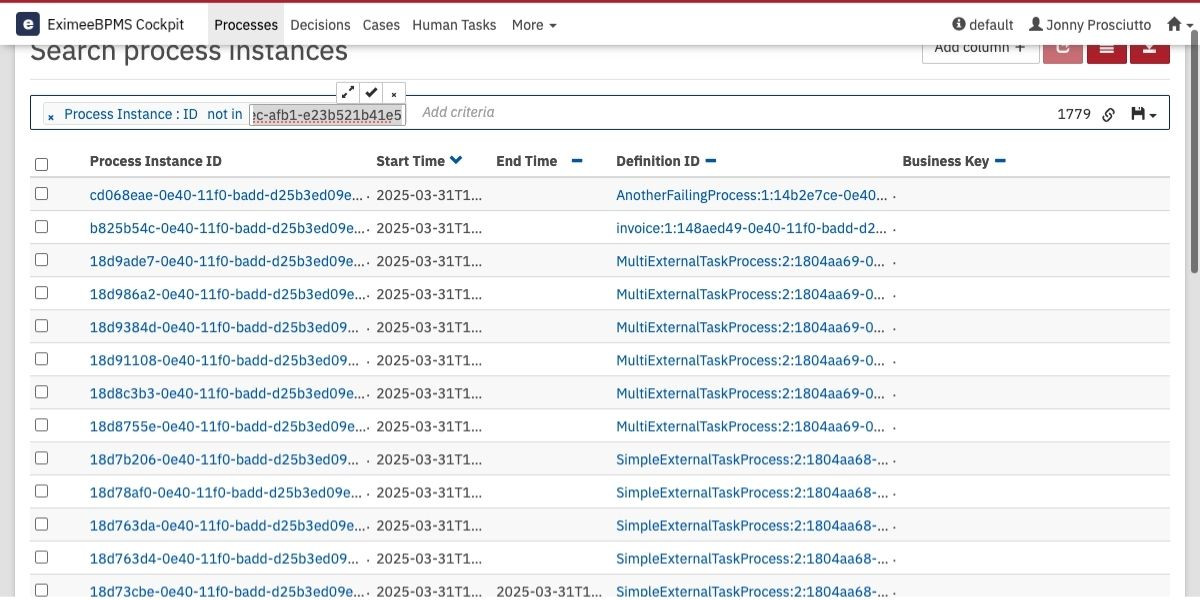 e EximeeBPMS Cockpit Processes Decisions Cases Human Tasks More default Jonny Prosciutto
Search process instances Add column +
× Process Instance : ID not in ec-afb1-e23b521b41e5 × Add criteria 1779
Process Instance ID Start Time End Time Definition ID Business Key
cd068eae-0e40-11f0-badd-d25b3ed09e... 2025-03-31T1... AnotherFailingProcess:1:14b2e7ce-0e40...
b825b54c-0e40-11f0-badd-d25b3ed09e... 2025-03-31T1... invoice:1:148aed49-0e40-11f0-badd-d2...
18d9ade7-0e40-11f0-badd-d25b3ed09e... 2025-03-31T1... MultiExternalTaskProcess:2:1804aa69-0...
18d986a2-0e40-11f0-badd-d25b3ed09e... 2025-03-31T1... MultiExternalTaskProcess:2:1804aa69-0...
18d9384d-0e40-11f0-badd-d25b3ed09... 2025-03-31T1... MultiExternalTaskProcess:2:1804aa69-0...
18d91108-0e40-11f0-badd-d25b3ed09... 2025-03-31T1... MultiExternalTaskProcess:2:1804aa69-0...
18d8c3b3-0e40-11f0-badd-d25b3ed09e... 2025-03-31T1... MultiExternalTaskProcess:2:1804aa69-0...
18d8755e-0e40-11f0-badd-d25b3ed09e... 2025-03-31T1... MultiExternalTaskProcess:2:1804aa69-0...
18d7b206-0e40-11f0-badd-d25b3ed09... 2025-03-31T1... SimpleExternalTaskProcess:2:1804aa68-...
18d78af0-0e40-11f0-badd-d25b3ed09e... 2025-03-31T1... SimpleExternalTaskProcess:2:1804aa68-...
18d763da-0e40-11f0-badd-d25b3ed09e... 2025-03-31T1... SimpleExternalTaskProcess:2:1804aa68-...
18d763d4-0e40-11f0-badd-d25b3ed09... 2025-03-31T1... SimpleExternalTaskProcess:2:1804aa68-...
18d73cbe-0e40-11f0-badd-d25b3ed09e... 2025-03-31T1... 2025-03-31T1... SimpleExternalTaskProcess:2:1804aa68-...